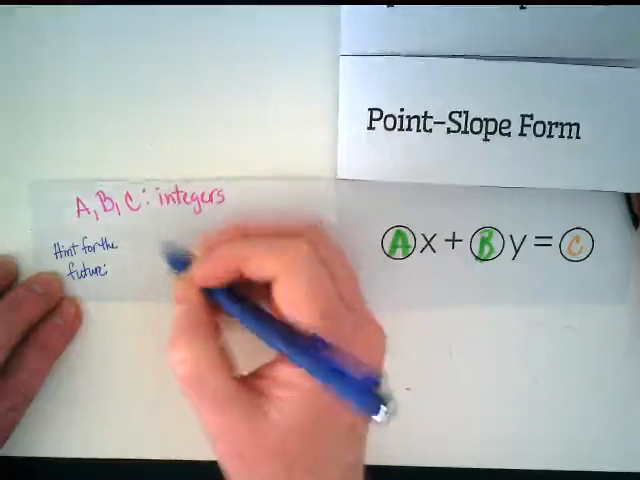 Point-Slope Form
A, B, C: integers
Hint for the
future:
Ax + By = C